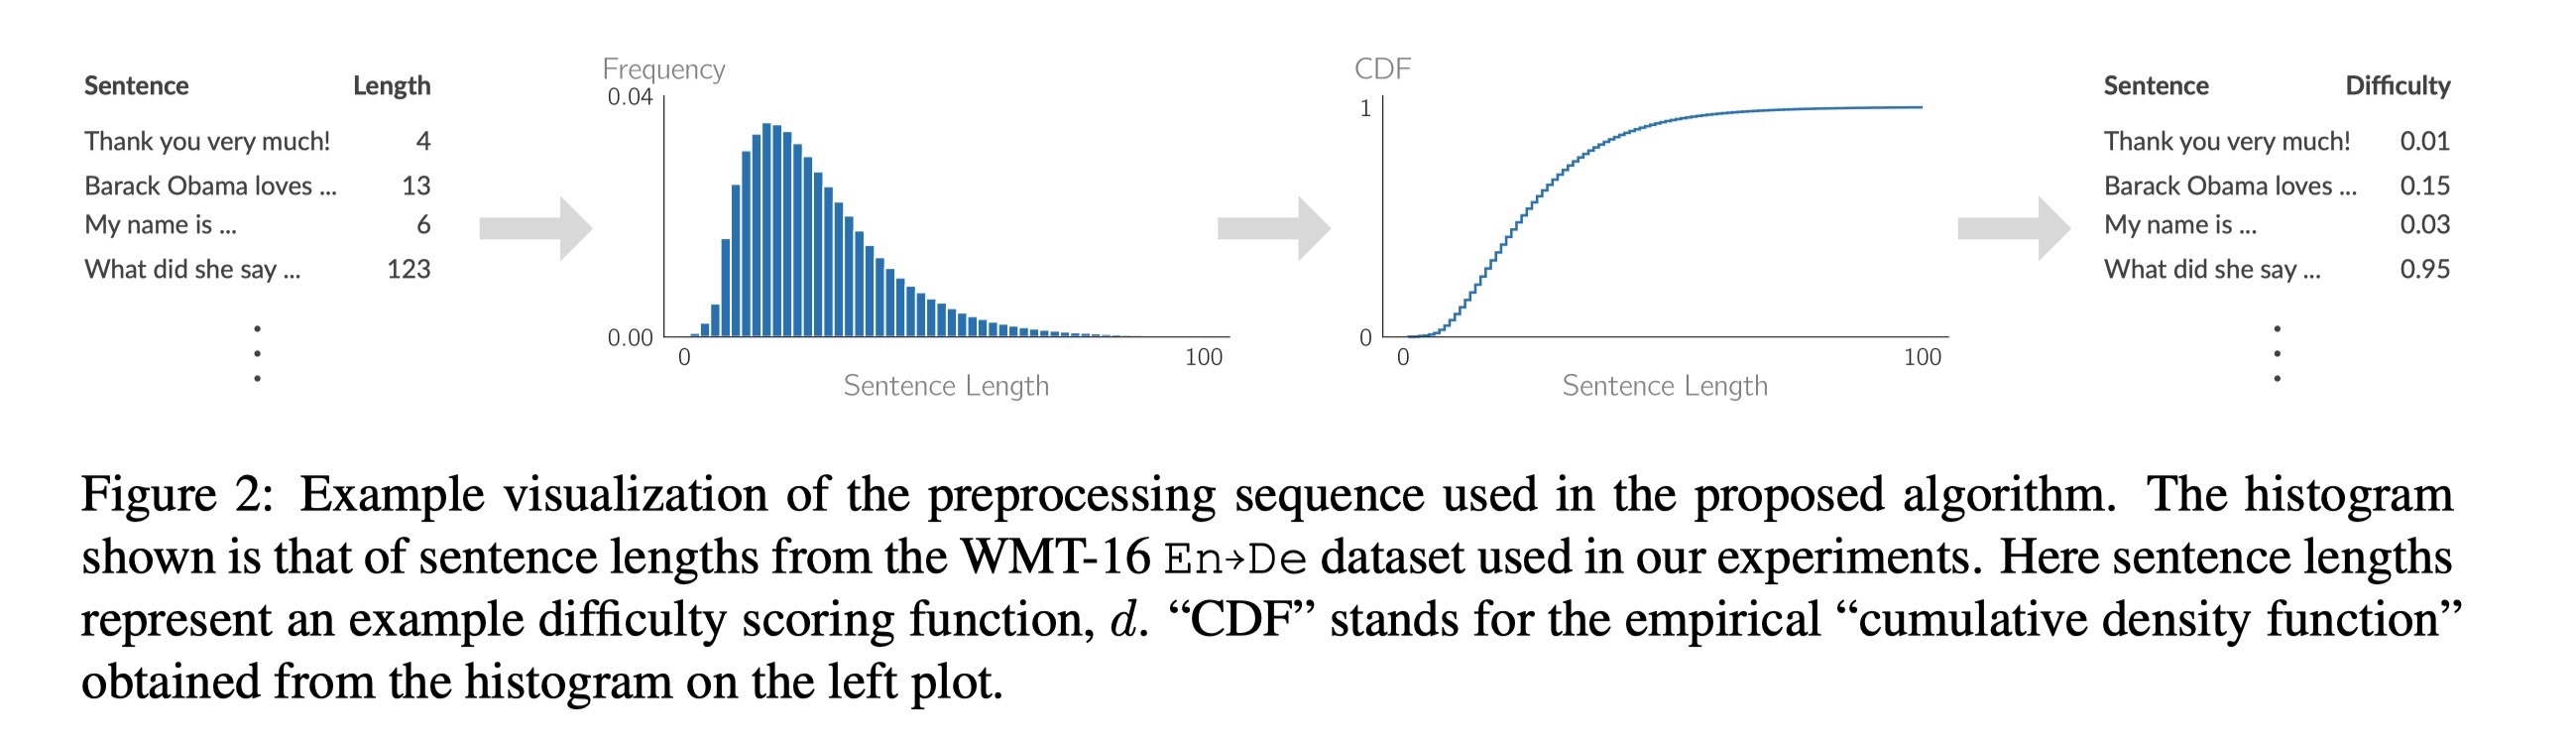 Sentence Length
Thank you very much! 4
Barack Obama loves ... 13
My name is ... 6
What did she say ... 123
Frequency
0.04
0.00
0 100
Sentence Length
CDF
1
0
0 100
Sentence Length
Sentence Difficulty
Thank you very much! 0.01
Barack Obama loves ... 0.15
My name is ... 0.03
What did she say ... 0.95
Figure 2: Example visualization of the preprocessing sequence used in the proposed algorithm. The histogram
shown is that of sentence lengths from the WMT-16 En→De dataset used in our experiments. Here sentence lengths
represent an example difficulty scoring function, d. “CDF” stands for the empirical “cumulative density function”
obtained from the histogram on the left plot.